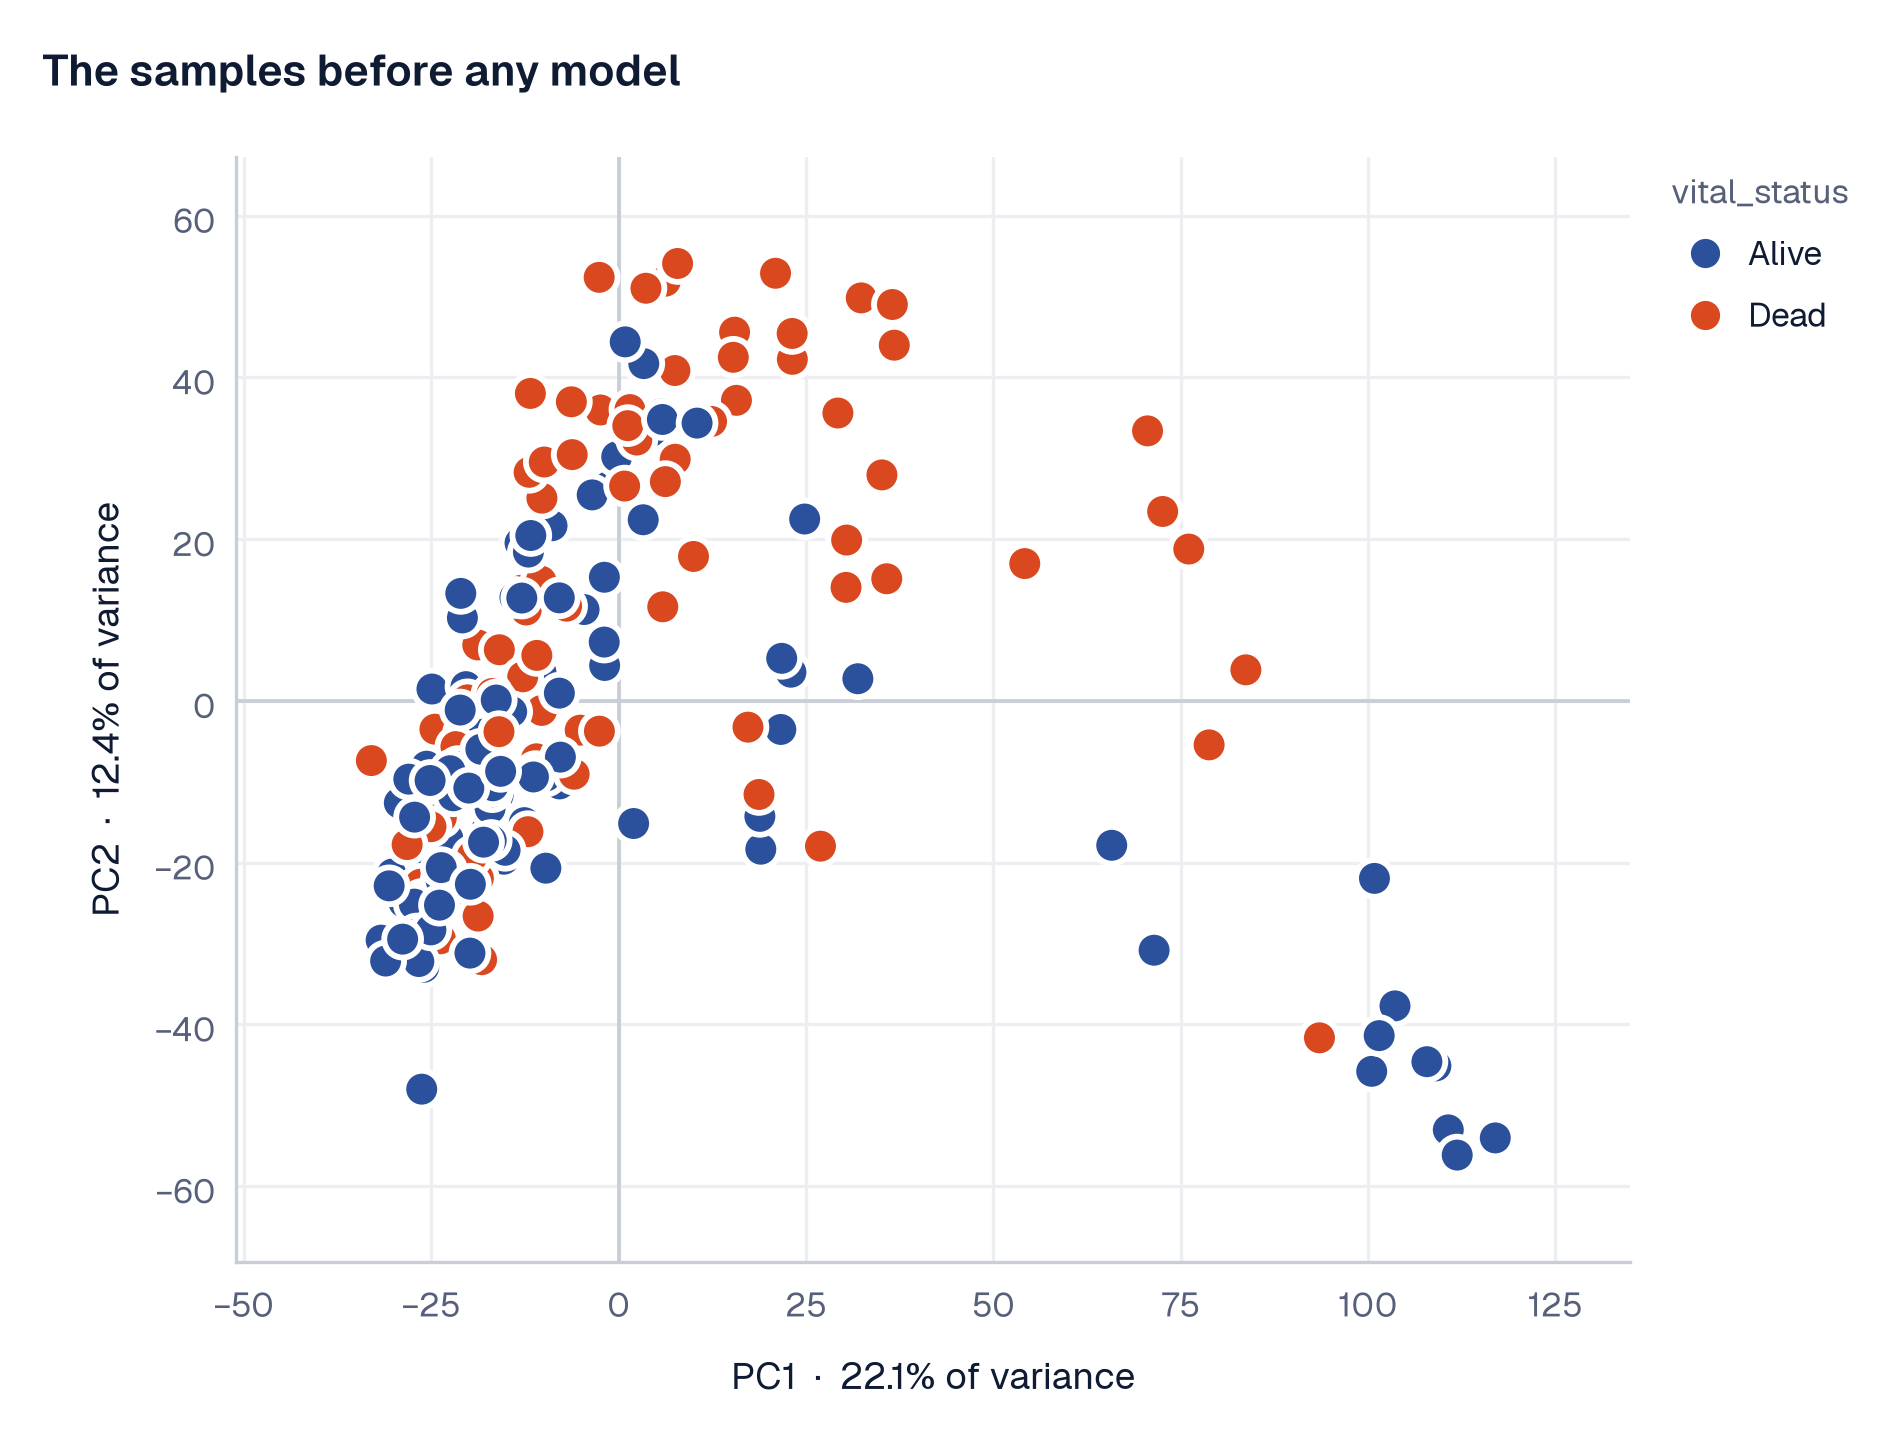 The samples before any model
vital_status
Alive
Dead
60
40
20
0
−20
−40
−60
PC2 · 12.4% of variance
−50
−25
0
25
50
75
100
125
PC1 · 22.1% of variance